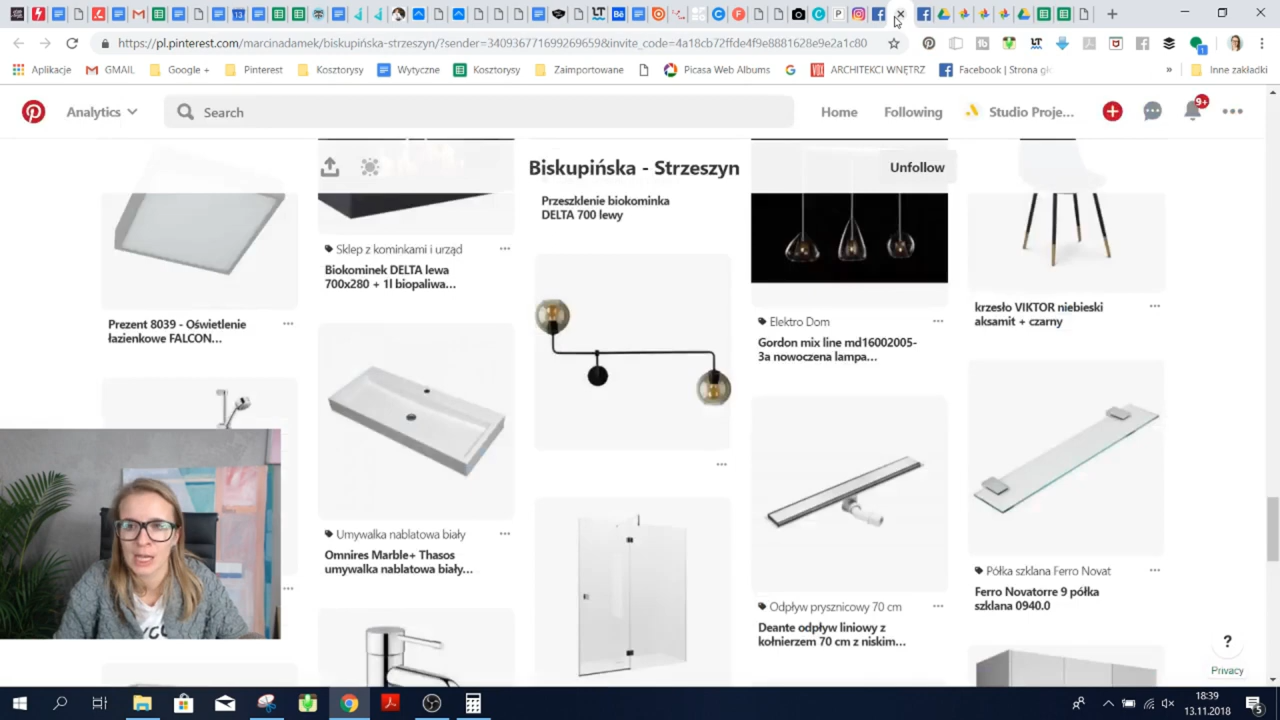 https://pl.pinterest.com/marcinadamek/biskupińska-strzeszyn/?sender=340936771699269659&invite_code=4a18cb72ffde4f9e8881628e9e2a1c80
Aplikacje
GMAIL
Google +
Pinterest
Kosztorysy
Wytyczne
Kosztorysy
Zaimportowane
Picasa Web Albums
ARCHITEKCI WNĘTRZ
Facebook | Strona
»
Inne zakładki
Analytics
Search
Home
Following
Studio Proje...
9+
Biskupińska - Strzeszyn
Unfollow
Przeszklenie biokominka
DELTA 700 lewy
Sklep z kominkami i urząd
Biokominek DELTA lewa
700x280 + 1l biopaliwa...
Prezent 8039 - Oświetlenie
łazienkowe FALCON...
Elektro Dom
Gordon mix line md16002005-
3a nowoczena lampa...
krzesło VIKTOR niebieski
aksamit + czarny
Umywalka nablatowa biały
Omnires Marble+ Thasos
umywalka nablatowa biały...
Odpływ prysznicowy 70 cm
Deante odpływ liniowy z
kołnierzem 70 cm z niskim...
Półka szklana Ferro Novat
Ferro Novatorre 9 półka
szklana 0940.0
?
Privacy
18:39
13.11.2018
5